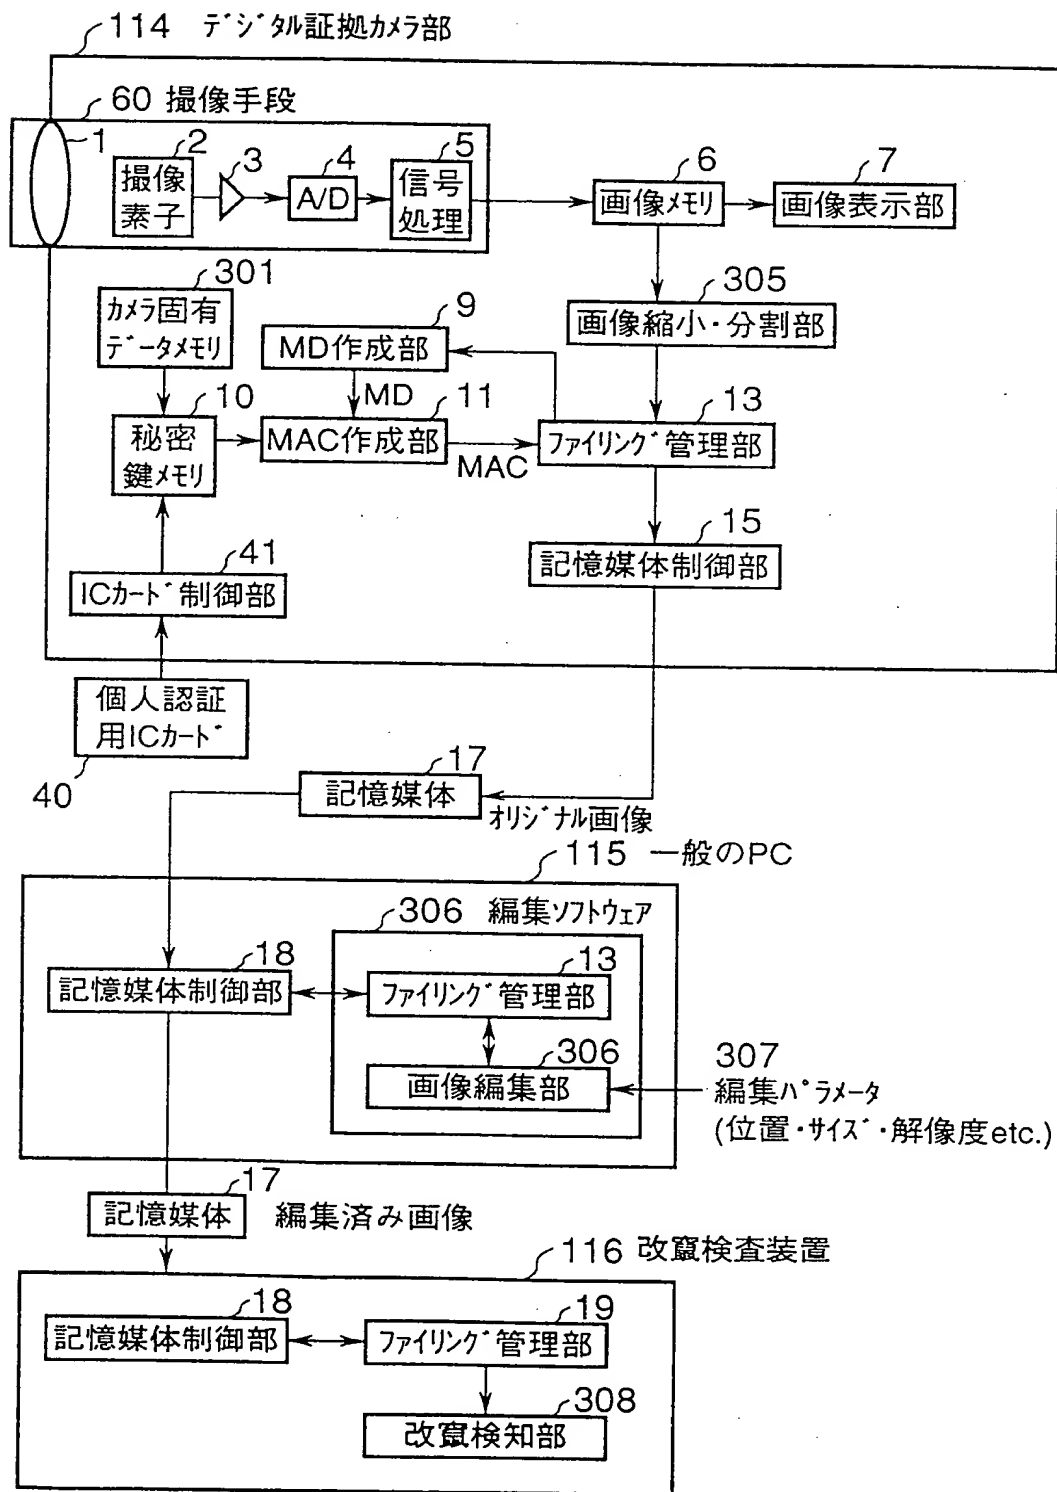 114 デジタル証拠カメラ部
60 撮像手段
1
2
3
4
5
6
7
撮像
素子
A/D
信号
処理
画像メモリ
画像表示部
301
カメラ固有
データメモリ
9
MD作成部
305
画像縮小・分割部
MD
10
秘密
鍵メモリ
11
MAC作成部
MAC
13
ファイリング管理部
15
記憶媒体制御部
41
ICカード制御部
個人認証
用ICカード
40
17
記憶媒体
オリジナル画像
115 一般のPC
306 編集ソフトウェア
18
記憶媒体制御部
13
ファイリング管理部
306
画像編集部
307
編集パラメータ
(位置・サイズ・解像度etc.)
17
記憶媒体
編集済み画像
116 改竄検査装置
18
記憶媒体制御部
19
ファイリング管理部
308
改竄検知部